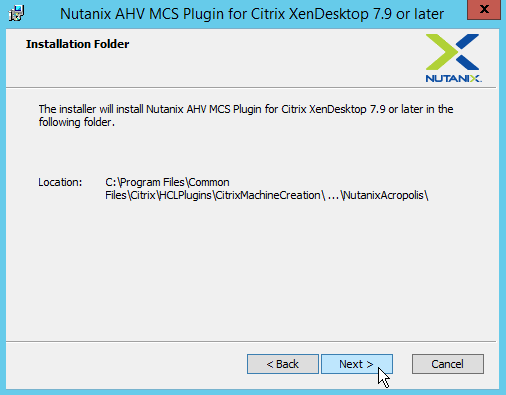 Nutanix AHV MCS Plugin for Citrix XenDesktop 7.9 or later
x
Installation Folder
NUTANIX.
The installer will install Nutanix AHV MCS Plugin for Citrix XenDesktop 7.9 or later in the
following folder.
Location: C:\Program Files\Common
Files\Citrix\HCLPlugins\CitrixMachineCreation\ ...\NutanixAcropolis\
< Back Next > Cancel